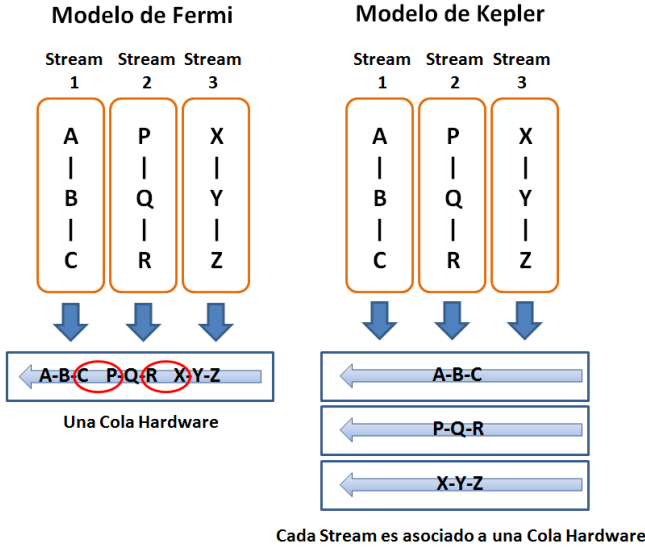 Modelo de Fermi
Stream 1
Stream 2
Stream 3
A
|
B
|
C
P
|
Q
|
R
X
|
Y
|
Z
A-B-C P-Q-R X-Y-Z
Una Cola Hardware
Modelo de Kepler
Stream 1
Stream 2
Stream 3
A
|
B
|
C
P
|
Q
|
R
X
|
Y
|
Z
A-B-C
P-Q-R
X-Y-Z
Cada Stream es asociado a una Cola Hardware